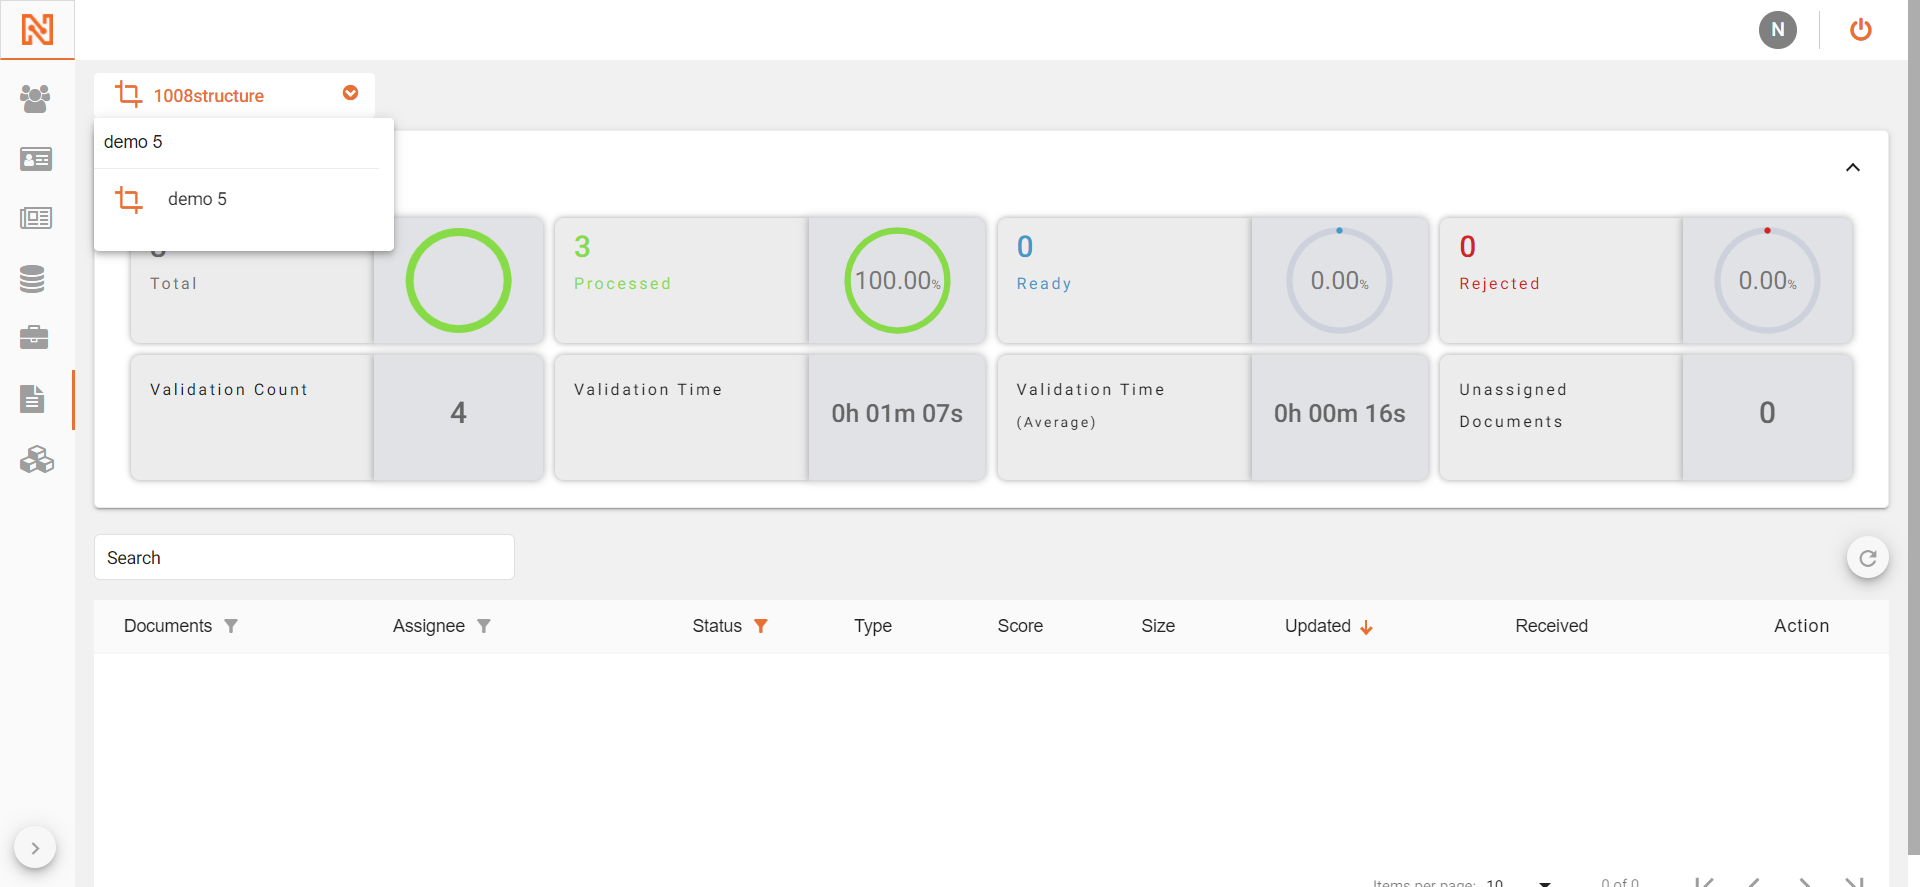 N
1008structure
demo 5
demo 5
Total
3
Processed
100.00%
0
Ready
0.00%
0
Rejected
0.00%
Validation Count
4
Validation Time
0h 01m 07s
Validation Time
(Average)
0h 00m 16s
Unassigned
Documents
0
Search
Documents Assignee Status Type Score Size Updated Received Action
Items per page: 10 0 of 0